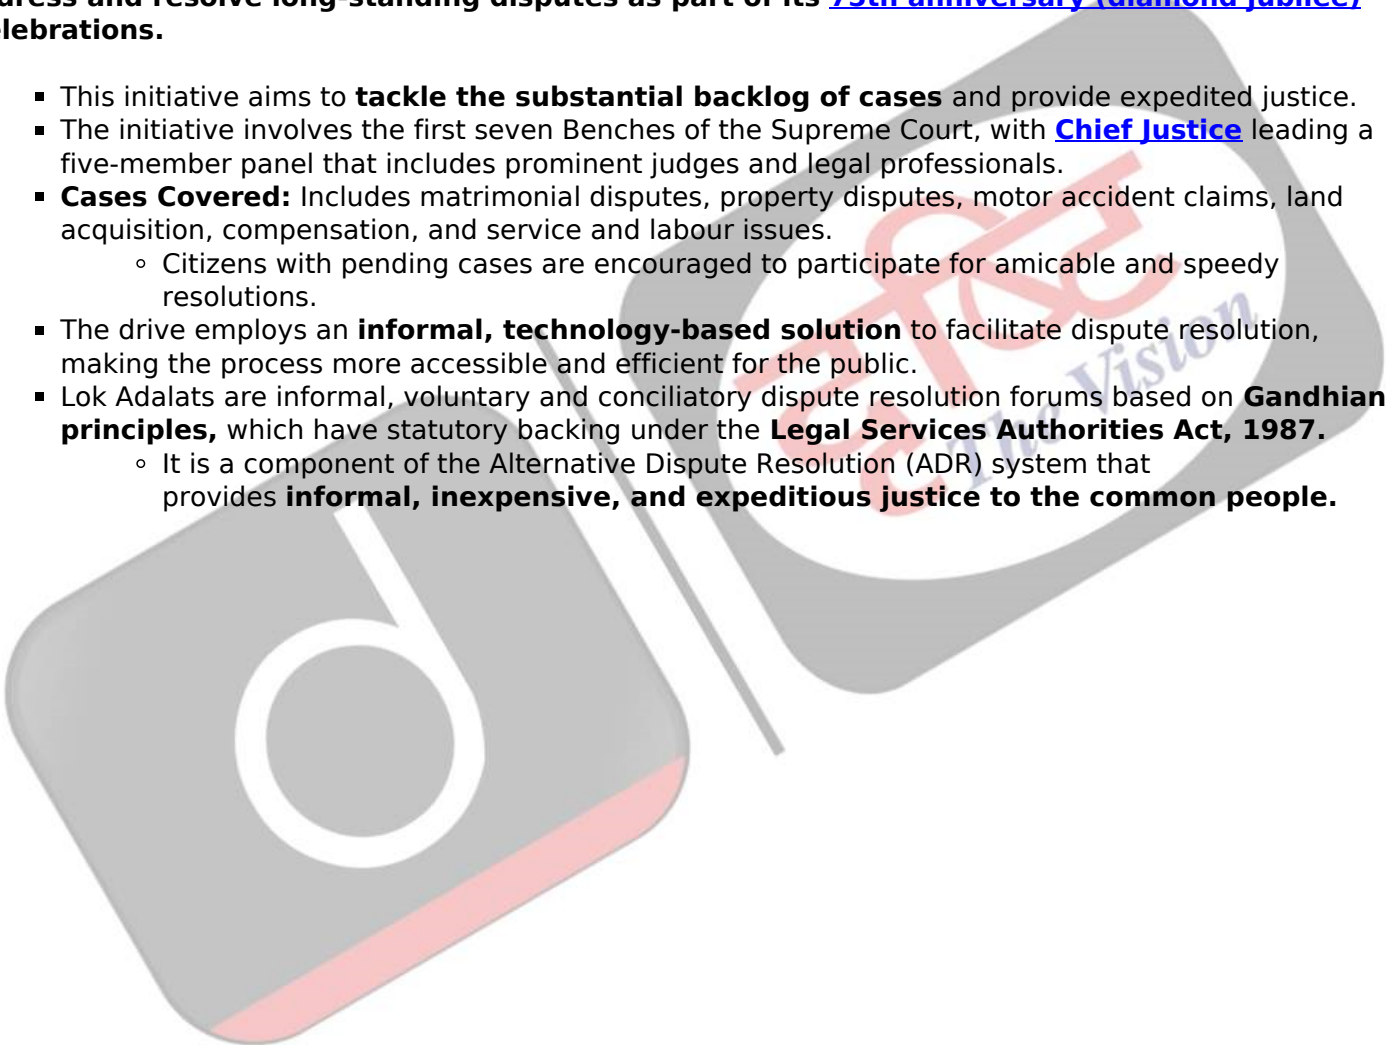 dress and resolve long-standing disputes as part of its 75th anniversary (diamond jubilee)
elebrations.
▪ This initiative aims to tackle the substantial backlog of cases and provide expedited justice.
▪ The initiative involves the first seven Benches of the Supreme Court, with Chief Justice leading a
five-member panel that includes prominent judges and legal professionals.
▪ Cases Covered: Includes matrimonial disputes, property disputes, motor accident claims, land
acquisition, compensation, and service and labour issues.
◦ Citizens with pending cases are encouraged to participate for amicable and speedy
resolutions.
▪ The drive employs an informal, technology-based solution to facilitate dispute resolution,
making the process more accessible and efficient for the public.
▪ Lok Adalats are informal, voluntary and conciliatory dispute resolution forums based on Gandhian
principles, which have statutory backing under the Legal Services Authorities Act, 1987.
◦ It is a component of the Alternative Dispute Resolution (ADR) system that
provides informal, inexpensive, and expeditious justice to the common people.
दृष्टि
The Vision
d